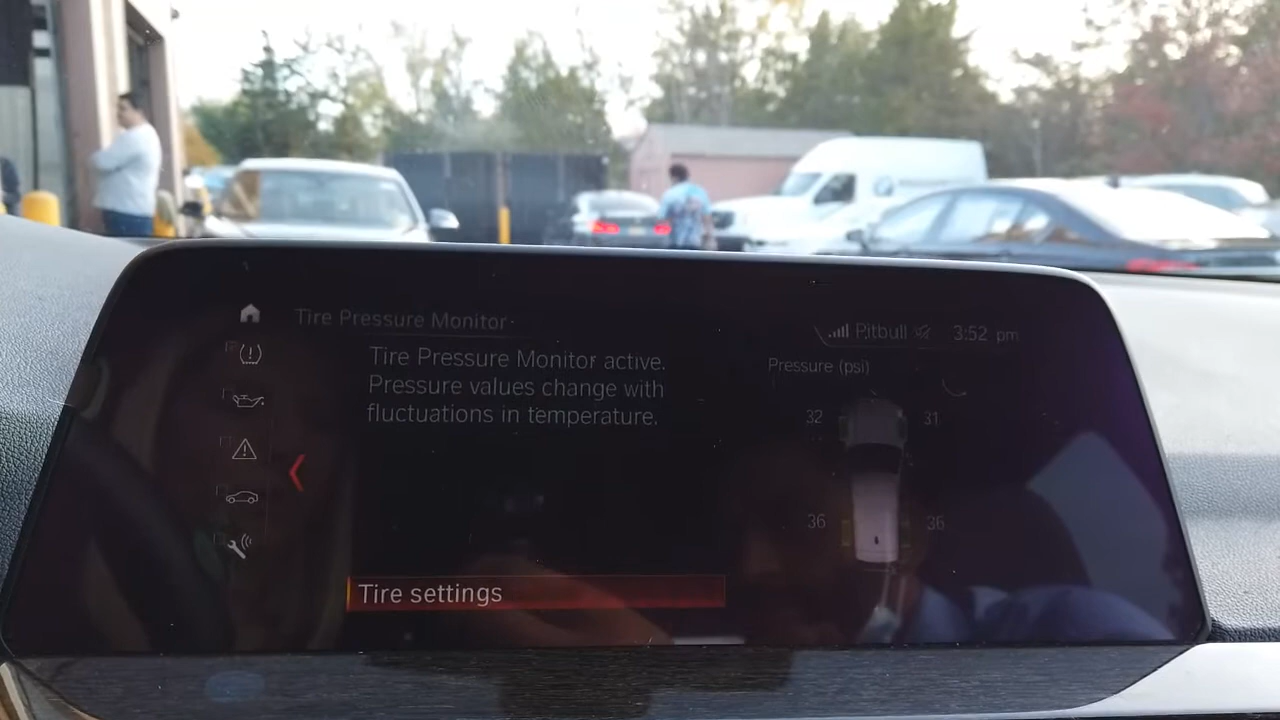 Tire Pressure Monitor
Pitbull 3:52 pm
Tire Pressure Monitor active.
Pressure values change with
fluctuations in temperature.
Pressure (psi)
32 31
36 36
Tire settings